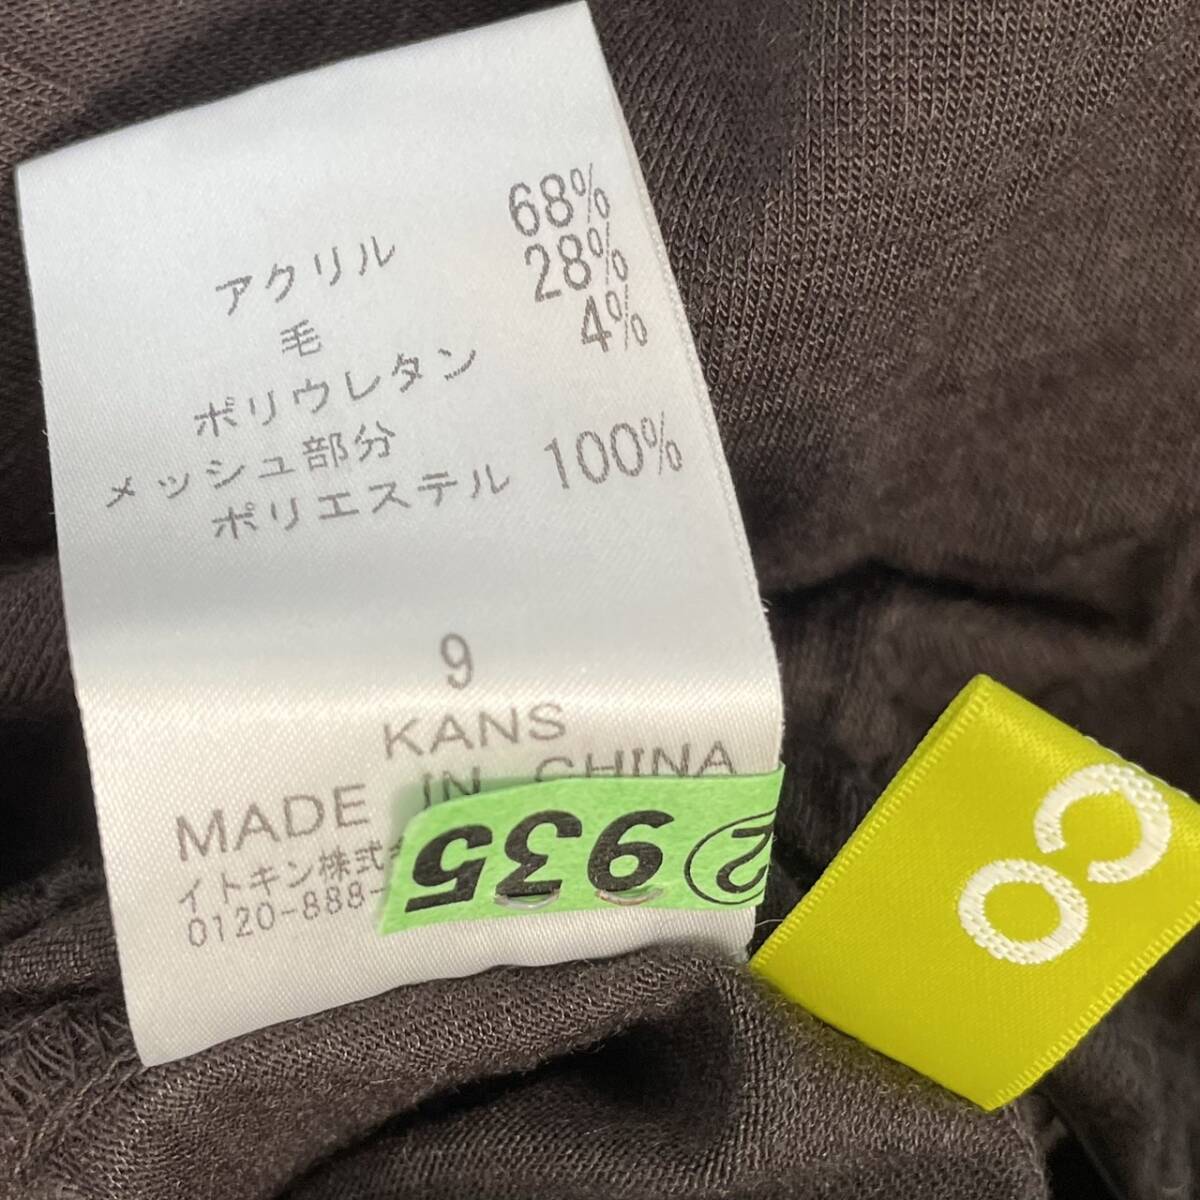 アクリル 68%
毛 28%
ポリウレタン 4%
メッシュ部分
ポリエステル 100%
9
KANS
MADE IN CHINA
イトキン株式
0120-888-
②935